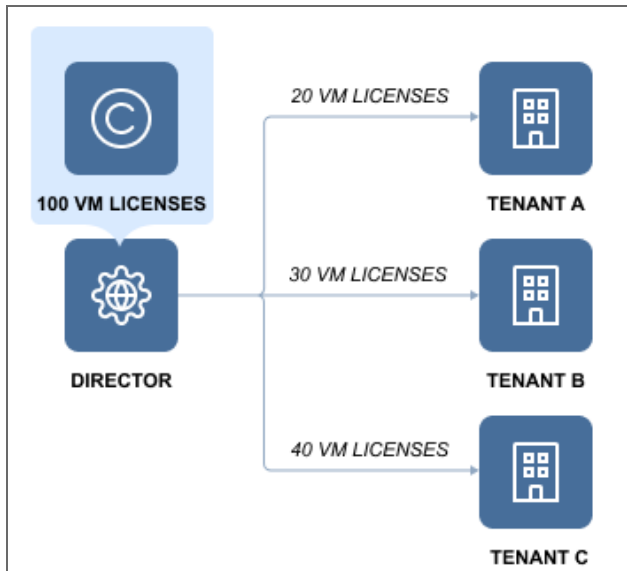 ©
100 VM LICENSES
DIRECTOR
20 VM LICENSES
TENANT A
30 VM LICENSES
TENANT B
40 VM LICENSES
TENANT C